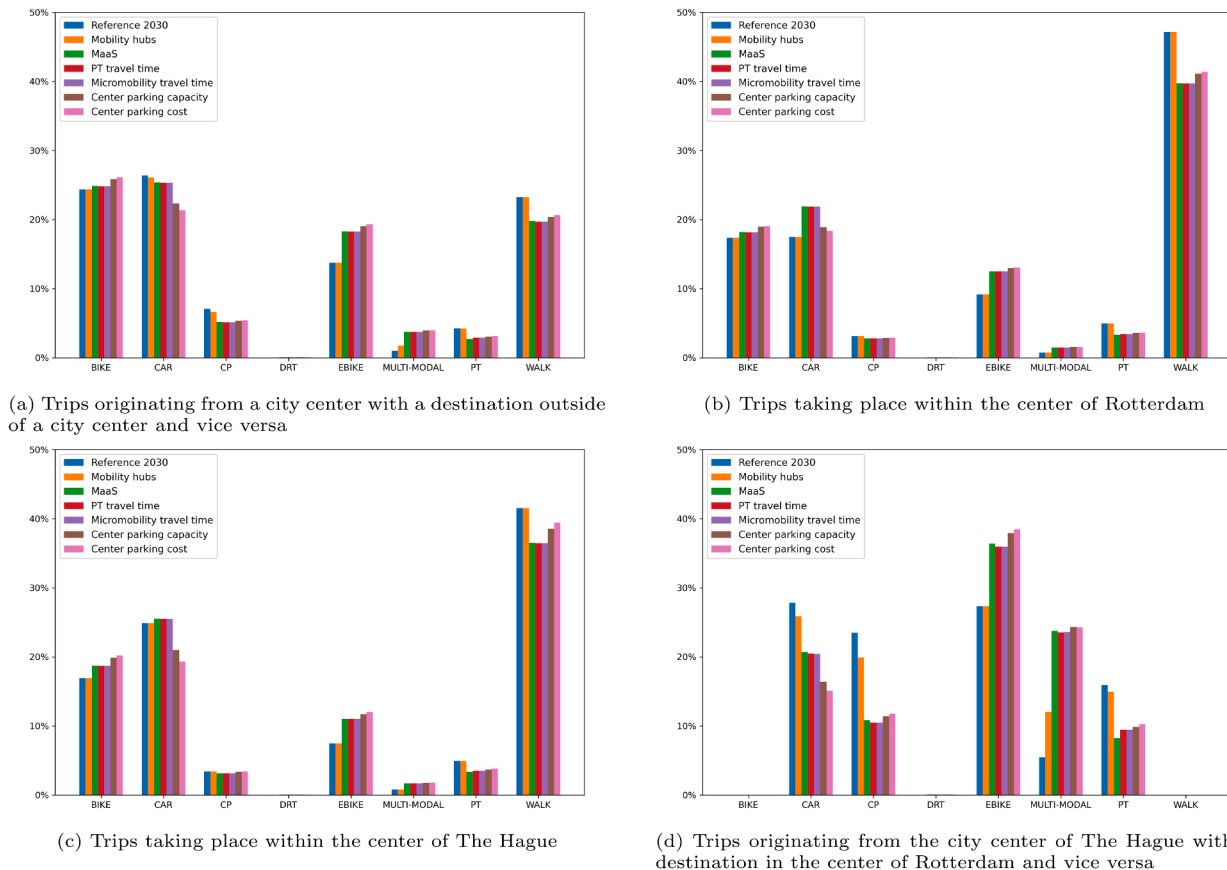 50%
40%
30%
20%
10%
0%
Reference 2030
Mobility hubs
MaaS
PT travel time
Micromobility travel time
Center parking capacity
Center parking cost
BIKE CAR CP DRT EBIKE MULTI-MODAL PT WALK
(a) Trips originating from a city center with a destination outside
of a city center and vice versa
50%
40%
30%
20%
10%
0%
Reference 2030
Mobility hubs
MaaS
PT travel time
Micromobility travel time
Center parking capacity
Center parking cost
BIKE CAR CP DRT EBIKE MULTI-MODAL PT WALK
(b) Trips taking place within the center of Rotterdam
50%
40%
30%
20%
10%
0%
Reference 2030
Mobility hubs
MaaS
PT travel time
Micromobility travel time
Center parking capacity
Center parking cost
BIKE CAR CP DRT EBIKE MULTI-MODAL PT WALK
(c) Trips taking place within the center of The Hague
50%
40%
30%
20%
10%
0%
Reference 2030
Mobility hubs
MaaS
PT travel time
Micromobility travel time
Center parking capacity
Center parking cost
BIKE CAR CP DRT EBIKE MULTI-MODAL PT WALK
(d) Trips originating from the city center of The Hague with
destination in the center of Rotterdam and vice versa